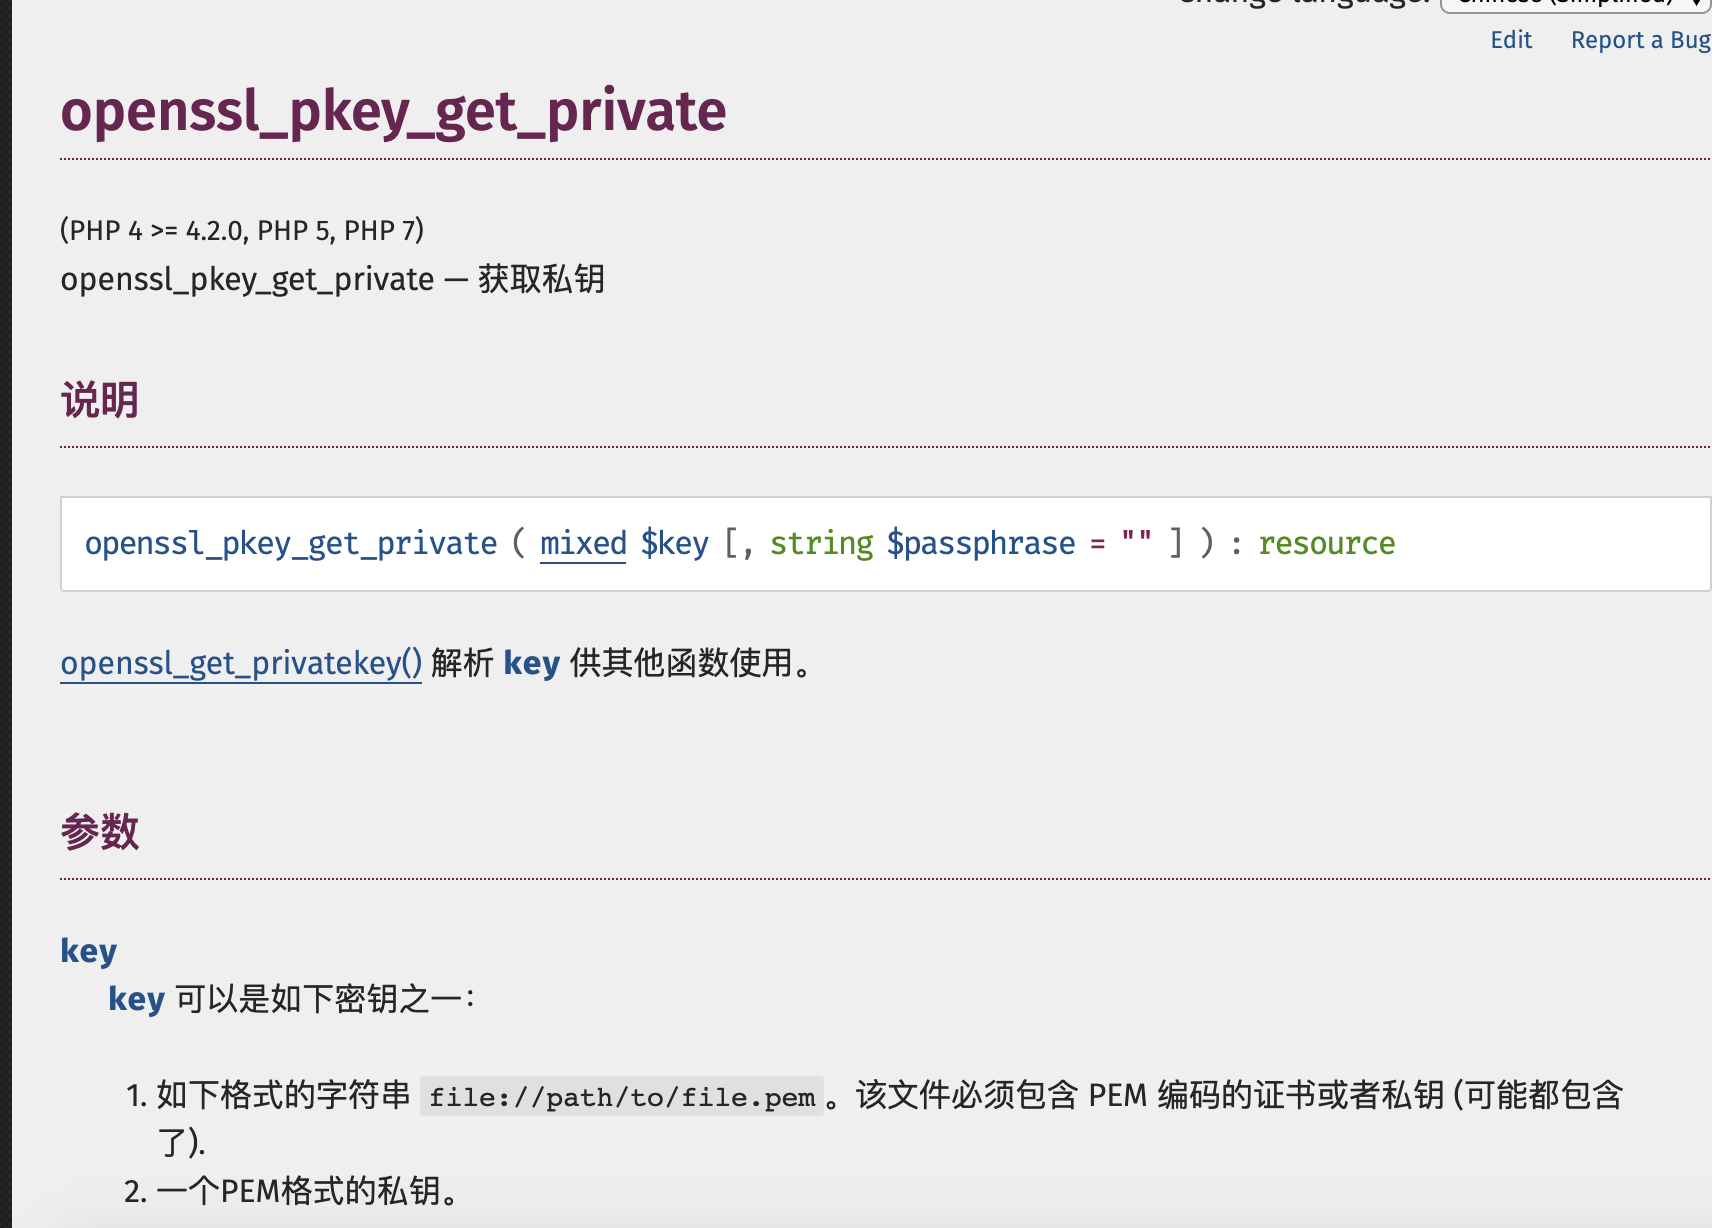 Change language: Chinese (Simplified)
Edit Report a Bug
openssl_pkey_get_private
(PHP 4 >= 4.2.0, PHP 5, PHP 7)
openssl_pkey_get_private — 获取私钥
说明
openssl_pkey_get_private ( mixed $key [, string $passphrase = "" ] ) : resource
openssl_get_privatekey() 解析 key 供其他函数使用。
参数
key
key 可以是如下密钥之一：
1. 如下格式的字符串 file://path/to/file.pem 。该文件必须包含 PEM 编码的证书或者私钥 (可能都包含
了).
2. 一个PEM格式的私钥。